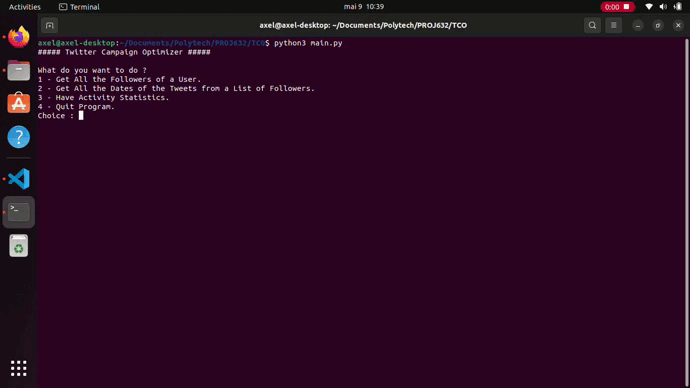 Activities
Terminal
mai 9 10:39
0:00
axel@axel-desktop: ~/Documents/Polytech/PROJ632/TCO
axel@axel-desktop:~/Documents/Polytech/PROJ632/TCO$ python3 main.py
##### Twitter Campaign Optimizer #####
What do you want to do ?
1 - Get All the Followers of a User.
2 - Get All the Dates of the Tweets from a List of Followers.
3 - Have Activity Statistics.
4 - Quit Program.
Choice :